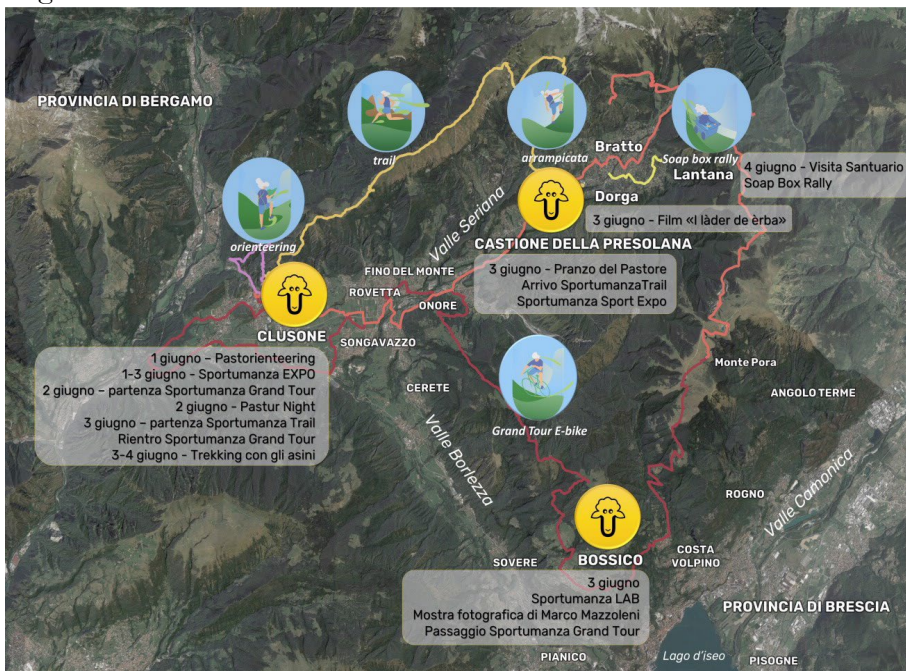 PROVINCIA DI BERGAMO
trail
arrampicata
Bratto
Soap box rally
Lantana
4 giugno - Visita Santuario
Soap Box Rally
orienteering
Valle Seriana
Dorga
3 giugno - Film «I làder de èrba»
CASTIONE DELLA PRESOLANA
3 giugno - Pranzo del Pastore
Arrivo SportumanzaTrail
Sportumanza Sport Expo
FINO DEL MONTE
ROVETTA
ONORE
CLUSONE
SONGAVAZZO
1 giugno – Pastorienteering
1-3 giugno - Sportumanza EXPO
2 giugno – partenza Sportumanza Grand Tour
2 giugno - Pastur Night
3 giugno – partenza Sportumanza Trail
Rientro Sportumanza Grand Tour
3-4 giugno - Trekking con gli asini
CERETE
Monte Pora
ANGOLO TERME
Grand Tour E-bike
Valle Borlezza
ROGNO
Valle Camonica
BOSSICO
SOVERE
COSTA
VOLPINO
3 giugno
Sportumanza LAB
Mostra fotografica di Marco Mazzoleni
Passaggio Sportumanza Grand Tour
PROVINCIA DI BRESCIA
PIANICO
Lago d'iseo
PISOGNE